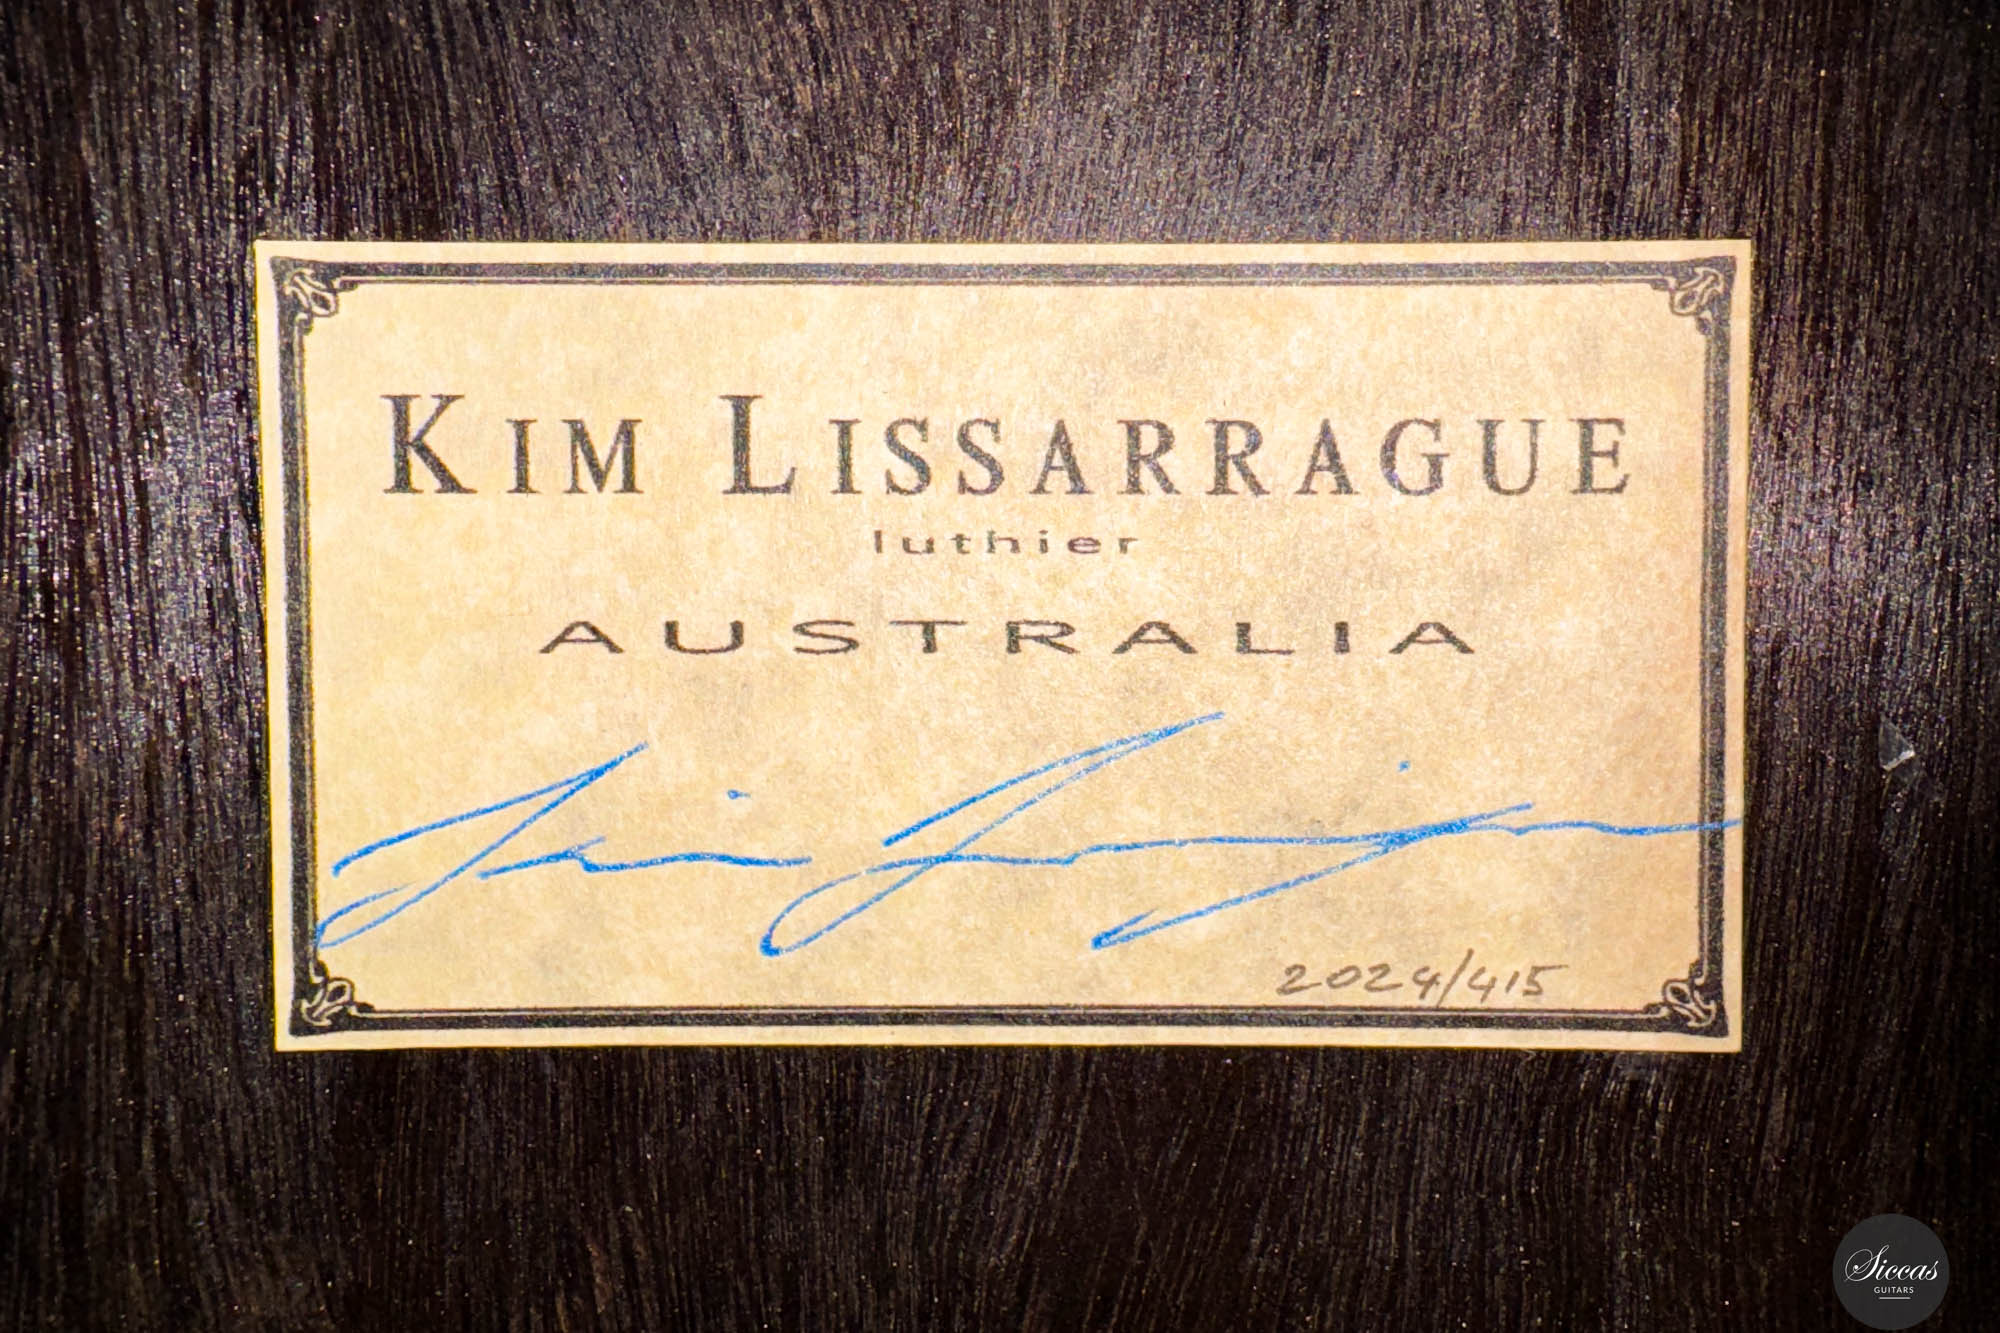 KIM LISSARRAGUE
luthier
AUSTRALIA
2024/415
Siccas
GUITARS